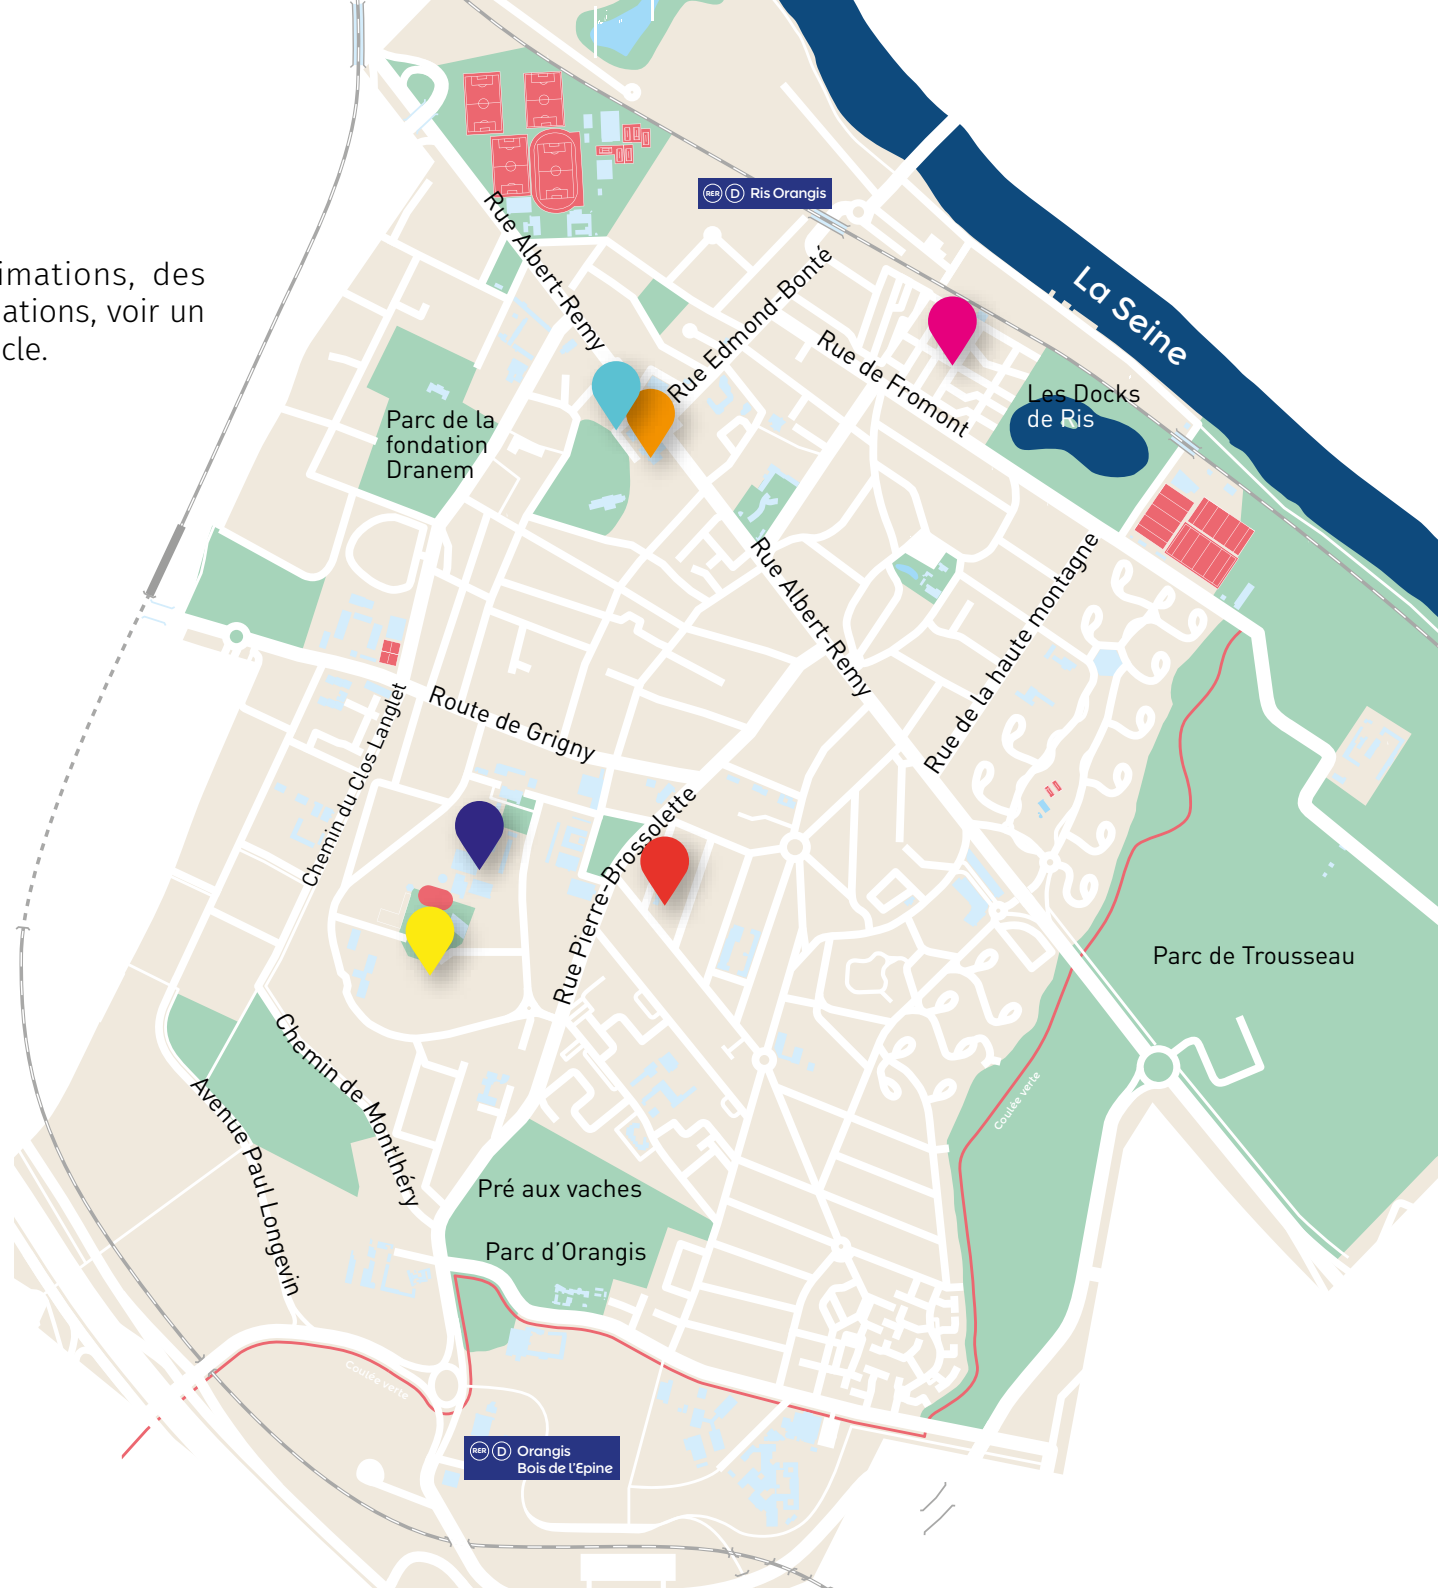 imations, des
ations, voir un
cle.
RER D Ris Orangis
La Seine
Rue Albert-Remy
Rue Edmond-Bonté
Rue de Fromont
Les Docks
de Ris
Parc de la
fondation
Dranem
Rue Albert-Remy
Rue de la haute montagne
Route de Grigny
Chemin du Clos Langlet
Rue Pierre-Brossolette
Parc de Trousseau
Chemin de Montlhéry
Avenue Paul Longevin
Coulée verte
Pré aux vaches
Parc d'Orangis
Coulée verte
RER D Orangis
Bois de l'Epine